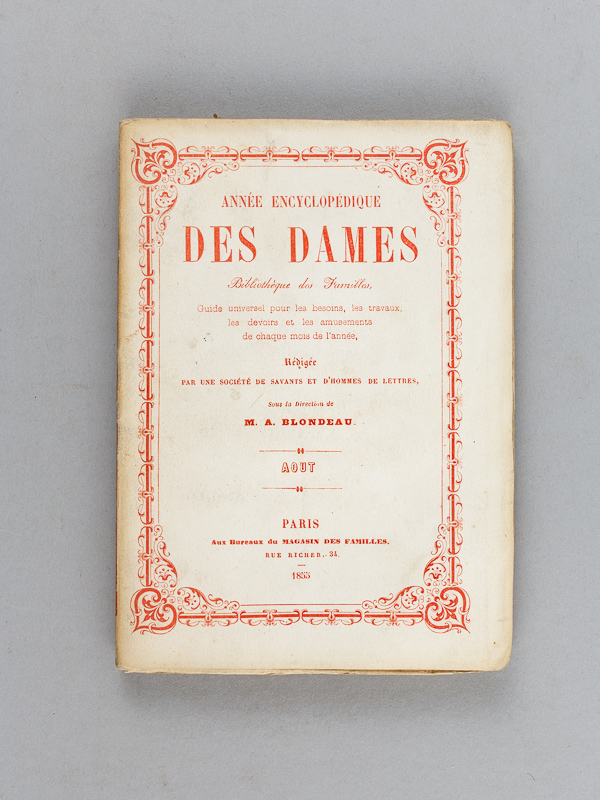 ANNÉE ENCYCLOPÉDIQUE
DES DAMES
Bibliothèque des Familles,
Guide universel pour les besoins, les travaux,
les devoirs et les amusements
de chaque mois de l'année,
Rédigée
PAR UNE SOCIÉTÉ DE SAVANTS ET D'HOMMES DE LETTRES,
Sous la Direction de
M. A. BLONDEAU.
AOUT
PARIS
Aux Bureaux du MAGASIN DES FAMILLES,
RUE RICHER, 34.
1855